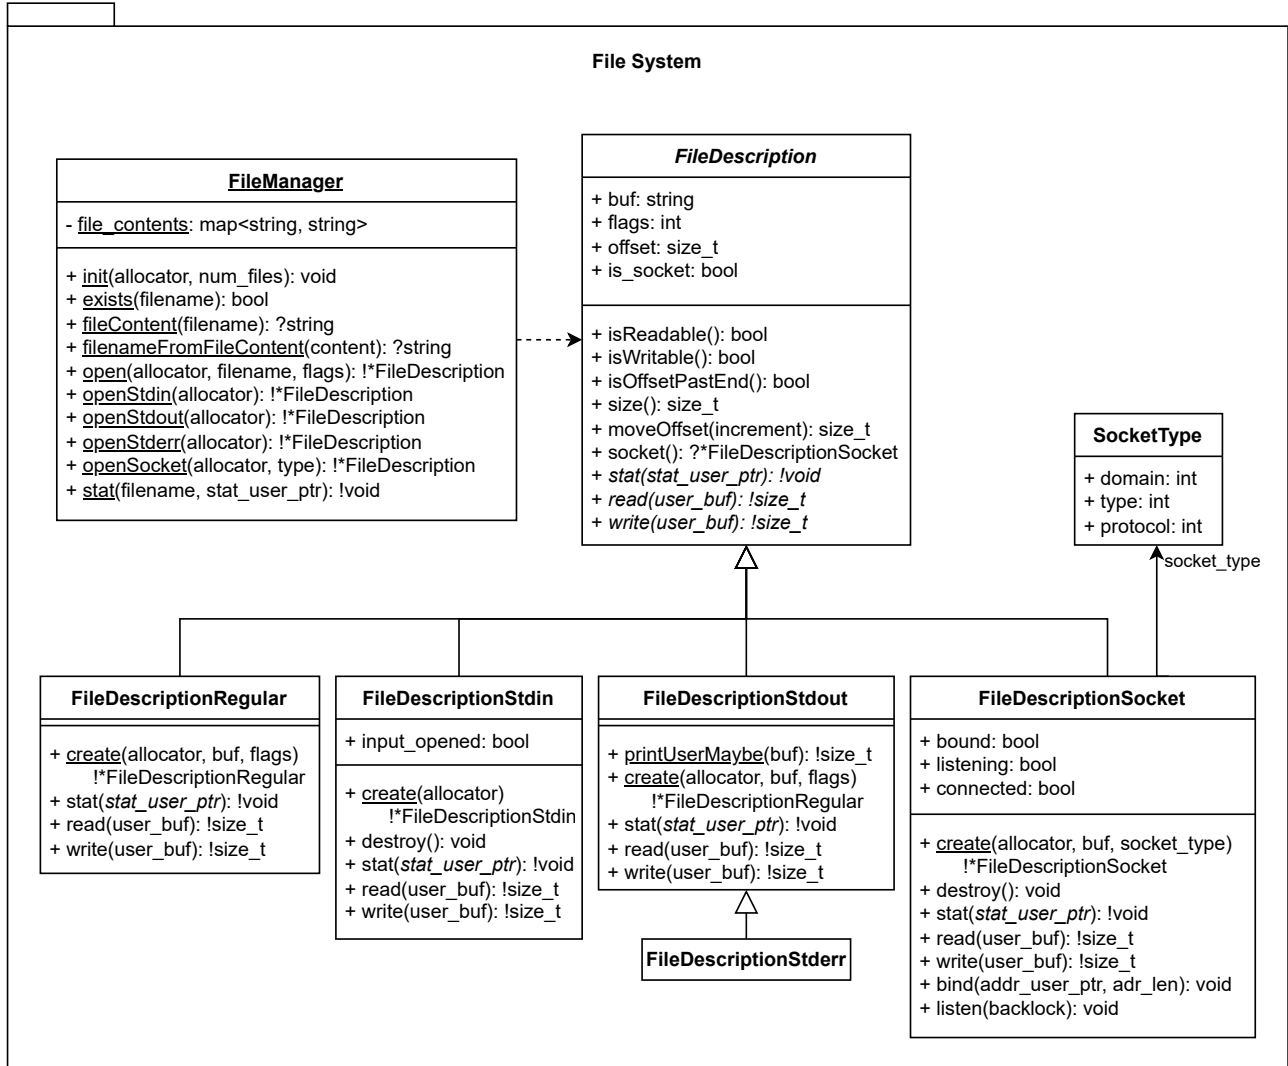 File System
FileManager
- file_contents: map<string, string>
+ init(allocator, num_files): void
+ exists(filename): bool
+ fileContent(filename): ?string
+ filenameFromFileContent(content): ?string
+ open(allocator, filename, flags): !*FileDescription
+ openStdin(allocator): !*FileDescription
+ openStdout(allocator): !*FileDescription
+ openStderr(allocator): !*FileDescription
+ openSocket(allocator, type): !*FileDescription
+ stat(filename, stat_user_ptr): !void
FileDescription
+ buf: string
+ flags: int
+ offset: size_t
+ is_socket: bool
+ isReadable(): bool
+ isWritable(): bool
+ isOffsetPastEnd(): bool
+ size(): size_t
+ moveOffset(increment): size_t
+ socket(): ?*FileDescriptionSocket
+ stat(stat_user_ptr): !void
+ read(user_buf): !size_t
+ write(user_buf): !size_t
SocketType
+ domain: int
+ type: int
+ protocol: int
socket_type
FileDescriptionRegular
+ create(allocator, buf, flags)
!*FileDescriptionRegular
+ stat(stat_user_ptr): !void
+ read(user_buf): !size_t
+ write(user_buf): !size_t
FileDescriptionStdin
+ input_opened: bool
+ create(allocator)
!*FileDescriptionStdin
+ destroy(): void
+ stat(stat_user_ptr): !void
+ read(user_buf): !size_t
+ write(user_buf): !size_t
FileDescriptionStdout
+ printUserMaybe(buf): !size_t
+ create(allocator, buf, flags)
!*FileDescriptionRegular
+ stat(stat_user_ptr): !void
+ read(user_buf): !size_t
+ write(user_buf): !size_t
FileDescriptionStderr
FileDescriptionSocket
+ bound: bool
+ listening: bool
+ connected: bool
+ create(allocator, buf, socket_type)
!*FileDescriptionSocket
+ destroy(): void
+ stat(stat_user_ptr): !void
+ read(user_buf): !size_t
+ write(user_buf): !size_t
+ bind(addr_user_ptr, adr_len): void
+ listen(backlock): void